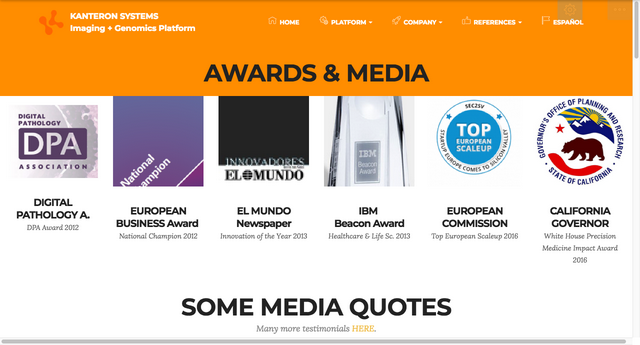 KANTERON SYSTEMS
Imaging + Genomics Platform
HOME
PLATFORM
COMPANY
REFERENCES
ESPAÑOL
AWARDS & MEDIA
DIGITAL
PATHOLOGY
DPA
ASSOCIATION
National
Champion
INNOVADORES
EL MUNDO
IBM
Beacon
Award
SEC2SV
TOP
EUROPEAN
SCALEUP
STARTUP EUROPE COMES TO SILICON VALLEY
GOVERNOR'S OFFICE OF PLANNING AND RESEARCH
STATE OF CALIFORNIA
DIGITAL
PATHOLOGY A.
DPA Award 2012
EUROPEAN
BUSINESS Award
National Champion 2012
EL MUNDO
Newspaper
Innovation of the Year 2013
IBM
Beacon Award
Healthcare & Life Sc. 2013
EUROPEAN
COMMISSION
Top European Scaleup 2016
CALIFORNIA
GOVERNOR
White House Precision
Medicine Impact Award
2016
SOME MEDIA QUOTES
Many more testimonials HERE.